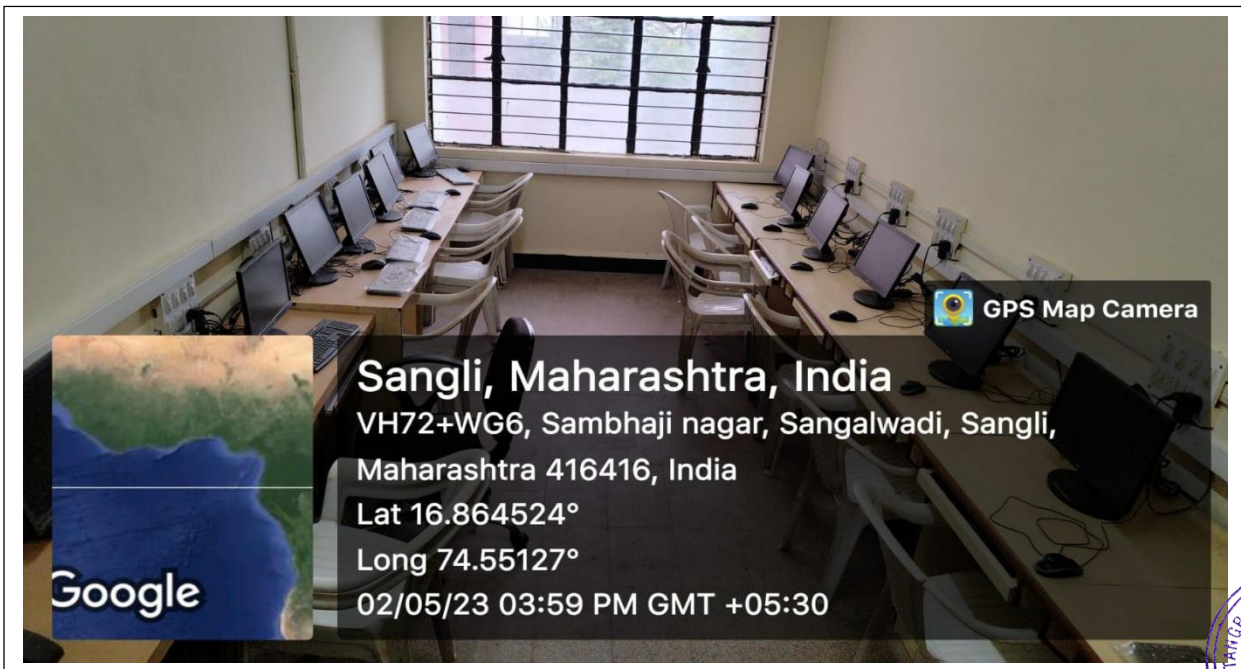 GPS Map Camera
Sangli, Maharashtra, India
VH72+WG6, Sambhaji nagar, Sangalwadi, Sangli,
Maharashtra 416416, India
Lat 16.864524°
Long 74.55127°
02/05/23 03:59 PM GMT +05:30
Google